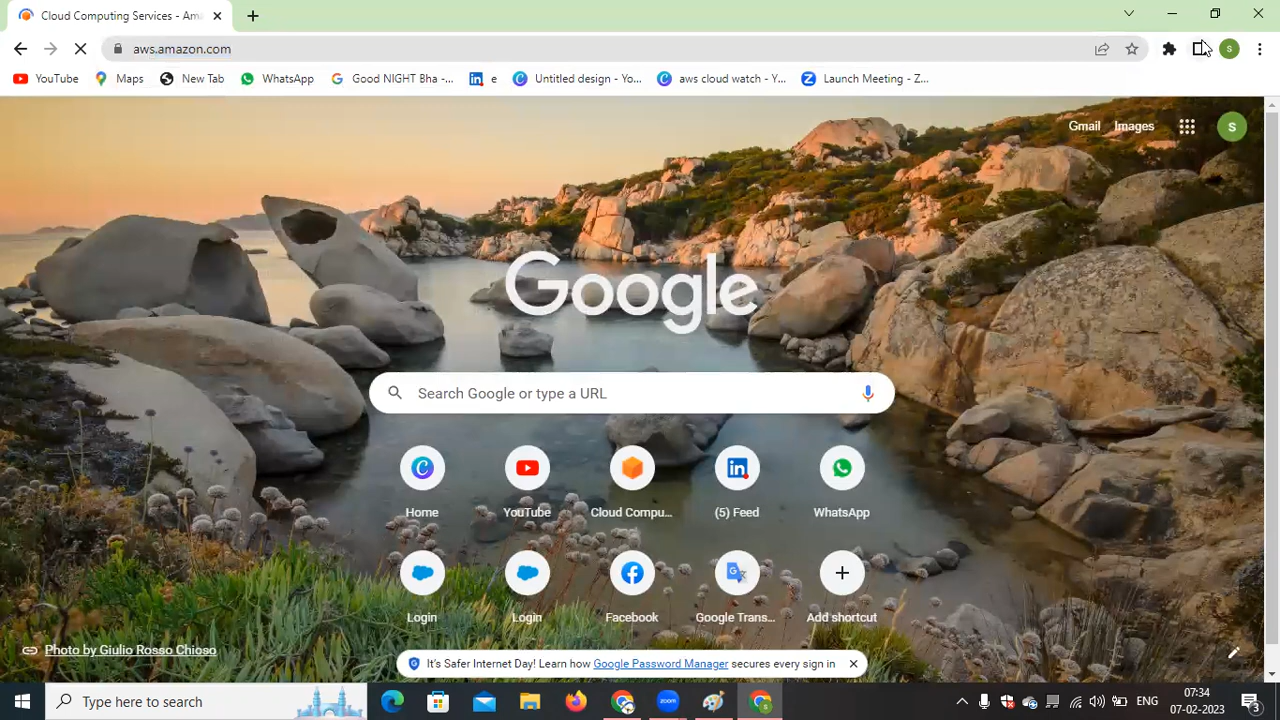 Cloud Computing Services - Ama
aws.amazon.com
YouTube Maps New Tab WhatsApp Good NIGHT Bha -... e Untitled design - Yo... aws cloud watch - Y... Launch Meeting - Z...
S
Gmail Images S
Google
Search Google or type a URL
Home YouTube Cloud Compu... (5) Feed WhatsApp
Login Login Facebook Google Trans... Add shortcut
Photo by Giulio Rosso Chioso
It's Safer Internet Day! Learn how Google Password Manager secures every sign in
Type here to search
zoom
ENG
07:34
07-02-2023
3